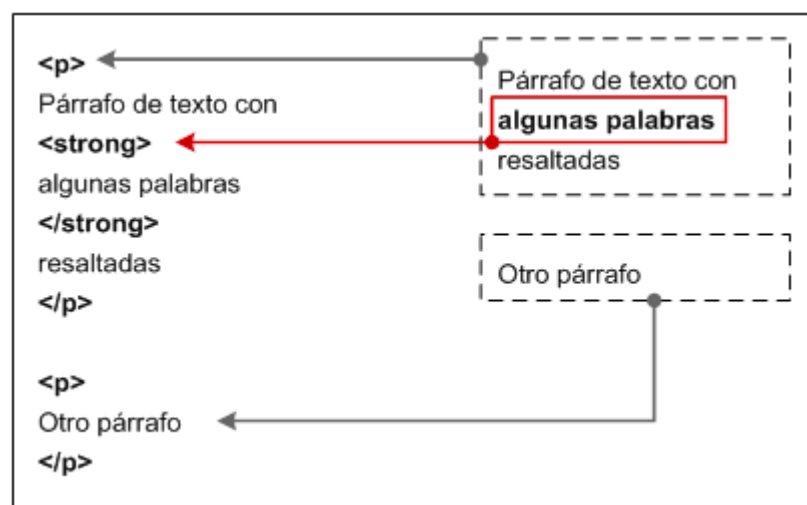 <p>
Párrafo de texto con
<strong>
algunas palabras
</strong>
resaltadas
</p>
<p>
Otro párrafo
</p>
Párrafo de texto con
algunas palabras
resaltadas
Otro párrafo